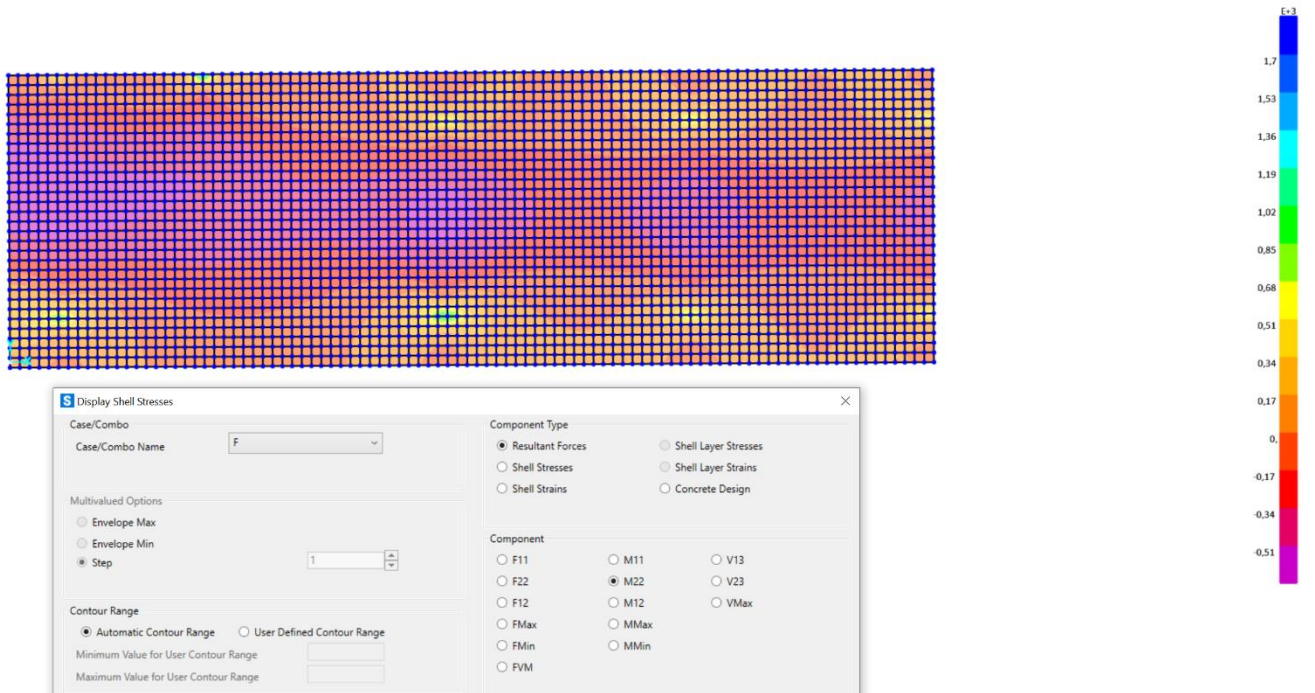 E+3
1,7
1,53
1,36
1,19
1,02
0,85
0,68
0,51
0,34
0,17
0,
-0,17
-0,34
-0,51
S Display Shell Stresses
Case/Combo
Case/Combo Name F
Multivalued Options
Envelope Max
Envelope Min
Step 1
Contour Range
Automatic Contour Range User Defined Contour Range
Minimum Value for User Contour Range
Maximum Value for User Contour Range
Component Type
Resultant Forces Shell Layer Stresses
Shell Stresses Shell Layer Strains
Shell Strains Concrete Design
Component
F11 M11 V13
F22 M22 V23
F12 M12 VMax
FMax MMax
FMin MMin
FVM